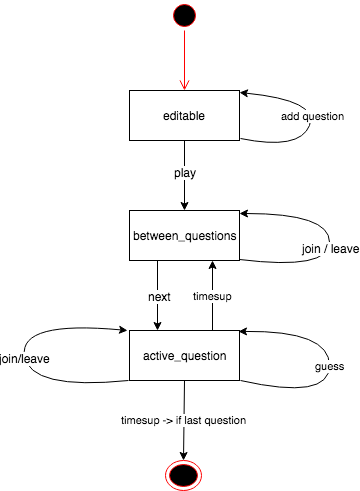 editable
add question
play
between_questions
join / leave
next
timesup
join/leave
active_question
guess
timesup -> if last question